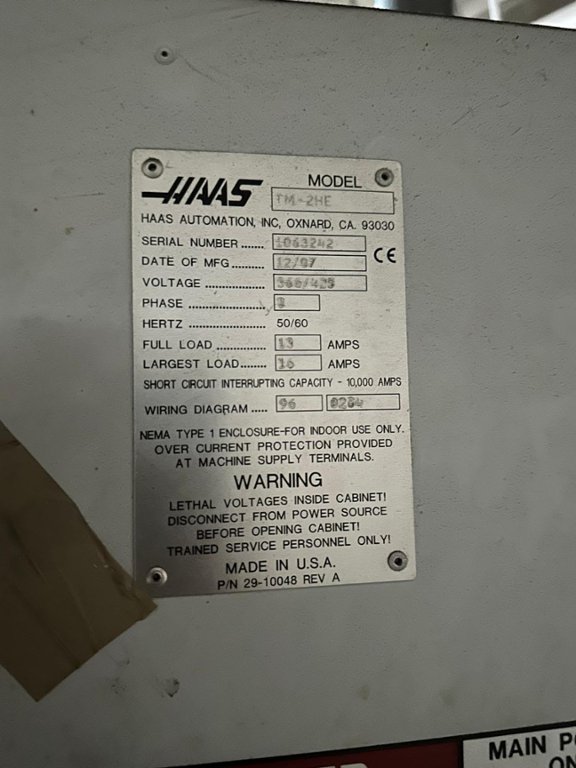 HAAS
MODEL
TM-2HE
HAAS AUTOMATION, INC, OXNARD, CA. 93030
SERIAL NUMBER ....... 1063242
DATE OF MFG ......... 12/07
CE
VOLTAGE ...................
PHASE ..................... 3
HERTZ ..................... 50/60
FULL LOAD ............. 13 AMPS
LARGEST LOAD........ 16 AMPS
SHORT CIRCUIT INTERRUPTING CAPACITY - 10,000 AMPS
WIRING DIAGRAM ..... 96 0284
NEMA TYPE 1 ENCLOSURE-FOR INDOOR USE ONLY.
OVER CURRENT PROTECTION PROVIDED
AT MACHINE SUPPLY TERMINALS.
WARNING
LETHAL VOLTAGES INSIDE CABINET!
DISCONNECT FROM POWER SOURCE
BEFORE OPENING CABINET!
TRAINED SERVICE PERSONNEL ONLY!
MADE IN U.S.A.
P/N 29-10048 REV A
MAIN
ON